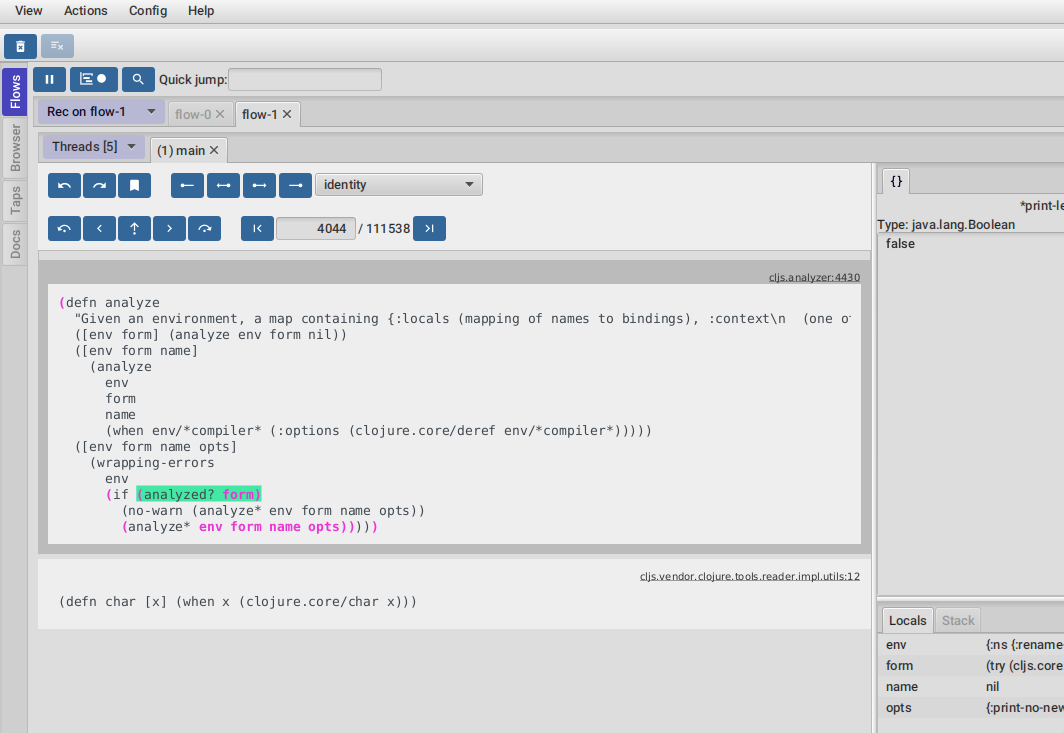 View Actions Config Help
Quick jump:
Flows
Browser
Taps
Docs
Rec on flow-1 flow-0 flow-1
Threads [5] (1) main
identity
4044 / 111538
cljs.analyzer:4430
(defn analyze
"Given an environment, a map containing {:locals (mapping of names to bindings), :context\n (one o
([env form] (analyze env form nil))
([env form name]
(analyze
env
form
name
(when env/*compiler* (:options (clojure.core/deref env/*compiler*)))))
([env form name opts]
(wrapping-errors
env
(if (analyzed? form)
(no-warn (analyze* env form name opts))
(analyze* env form name opts)))))
cljs.vendor.clojure.tools.reader.impl.utils:12
(defn char [x] (when x (clojure.core/char x)))
{}
*print-le
Type: java.lang.Boolean
false
Locals Stack
env {:ns {:rename
form (try (cljs.core
name nil
opts {:print-no-new